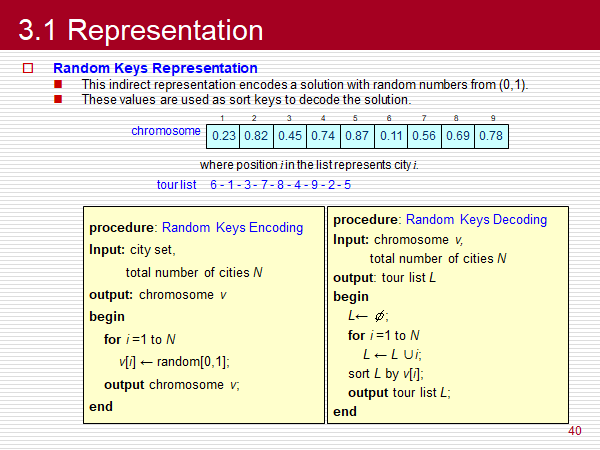 3.1 Representation
Random Keys Representation
This indirect representation encodes a solution with random numbers from (0,1).
These values are used as sort keys to decode the solution.
1 2 3 4 5 6 7 8 9
chromosome 0.23 0.82 0.45 0.74 0.87 0.11 0.56 0.69 0.78
where position i in the list represents city i.
tour list 6 - 1 - 3 - 7 - 8 - 4 - 9 - 2 - 5
procedure: Random Keys Encoding
Input: city set,
total number of cities N
output: chromosome v
begin
for i =1 to N
v[i] ← random[0,1];
output chromosome v;
end
procedure: Random Keys Decoding
Input: chromosome v,
total number of cities N
output: tour list L
begin
L← ∅;
for i =1 to N
L ← L ∪ i;
sort L by v[i];
output tour list L;
end
40